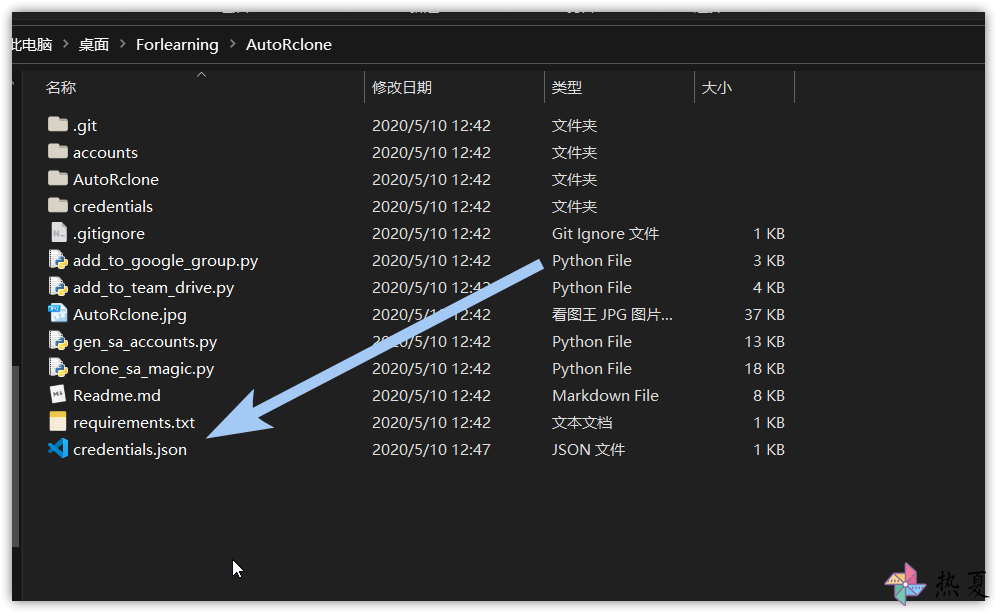 此电脑 > 桌面 > Forlearning > AutoRclone
名称 修改日期 类型 大小
.git 2020/5/10 12:42 文件夹
accounts 2020/5/10 12:42 文件夹
AutoRclone 2020/5/10 12:42 文件夹
credentials 2020/5/10 12:42 文件夹
.gitignore 2020/5/10 12:42 Git Ignore 文件 1 KB
add_to_google_group.py 2020/5/10 12:42 Python File 3 KB
add_to_team_drive.py 2020/5/10 12:42 Python File 4 KB
AutoRclone.jpg 2020/5/10 12:42 看图王 JPG 图片... 37 KB
gen_sa_accounts.py 2020/5/10 12:42 Python File 13 KB
rclone_sa_magic.py 2020/5/10 12:42 Python File 18 KB
Readme.md 2020/5/10 12:42 Markdown File 8 KB
requirements.txt 2020/5/10 12:42 文本文档 1 KB
credentials.json 2020/5/10 12:47 JSON 文件 1 KB
热夏